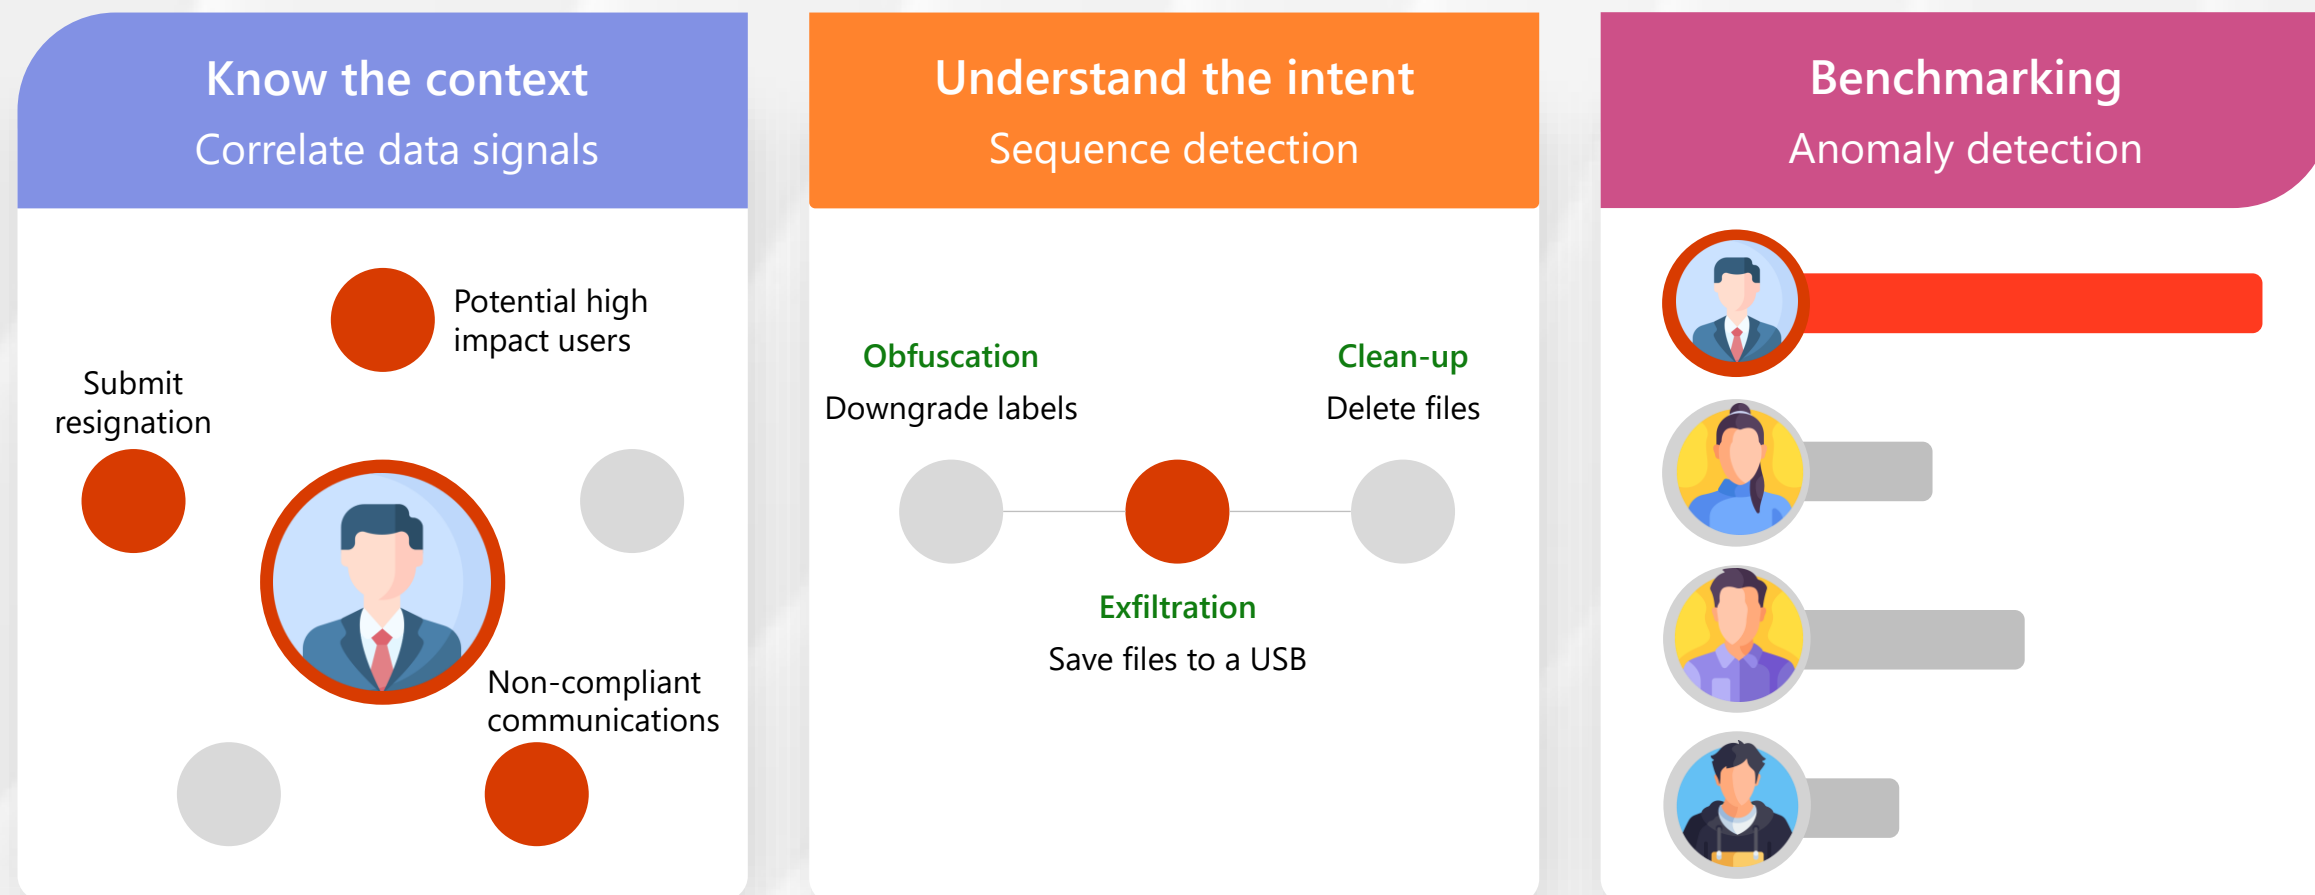 Know the context
Correlate data signals
Potential high
impact users
Submit
resignation
Non-compliant
communications
Understand the intent
Sequence detection
Obfuscation
Downgrade labels
Clean-up
Delete files
Exfiltration
Save files to a USB
Benchmarking
Anomaly detection